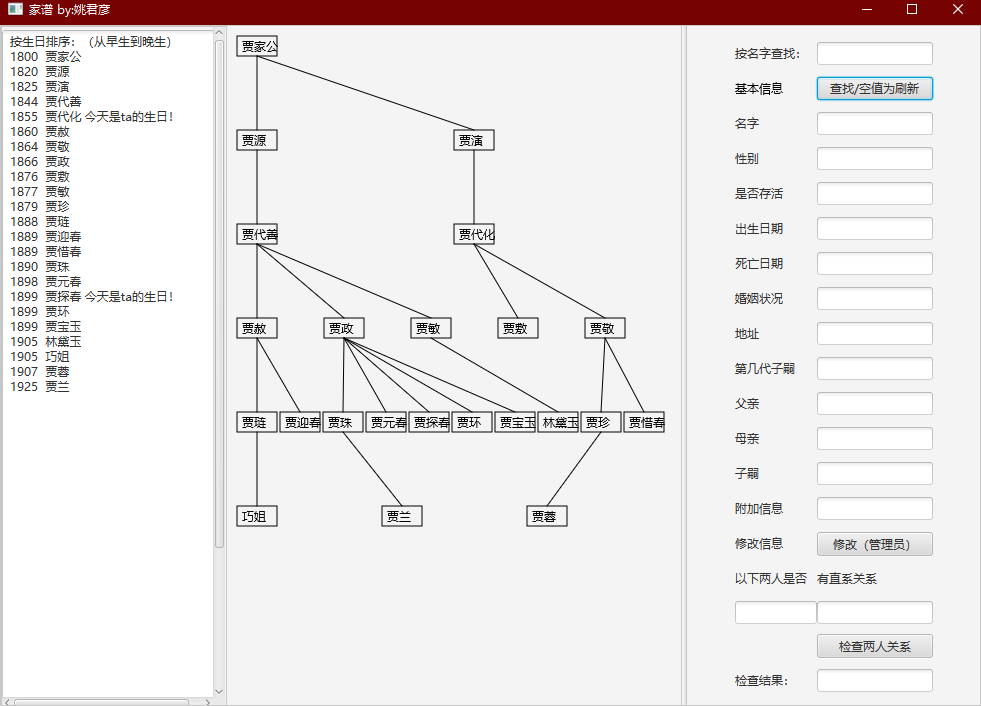 家谱 by:姚君彦
按生日排序：（从早生到晚生）
1800 贾家公
1820 贾源
1825 贾演
1844 贾代善
1855 贾代化 今天是ta的生日!
1860 贾赦
1864 贾敬
1866 贾政
1876 贾敷
1877 贾敏
1879 贾珍
1888 贾琏
1889 贾迎春
1889 贾惜春
1890 贾珠
1898 贾元春
1899 贾探春 今天是ta的生日!
1899 贾环
1899 贾宝玉
1905 林黛玉
1905 巧姐
1907 贾蓉
1925 贾兰
贾家公
贾源 贾演
贾代善 贾代化
贾赦 贾政 贾敏 贾敷 贾敬
贾琏 贾迎春 贾珠 贾元春 贾探春 贾环 贾宝玉 林黛玉 贾珍 贾惜春
巧姐 贾兰 贾蓉
按名字查找：
基本信息 查找/空值为刷新
名字
性别
是否存活
出生日期
死亡日期
婚姻状况
地址
第几代子嗣
父亲
母亲
子嗣
附加信息
修改信息 修改（管理员）
以下两人是否 有直系关系
检查两人关系
检查结果：